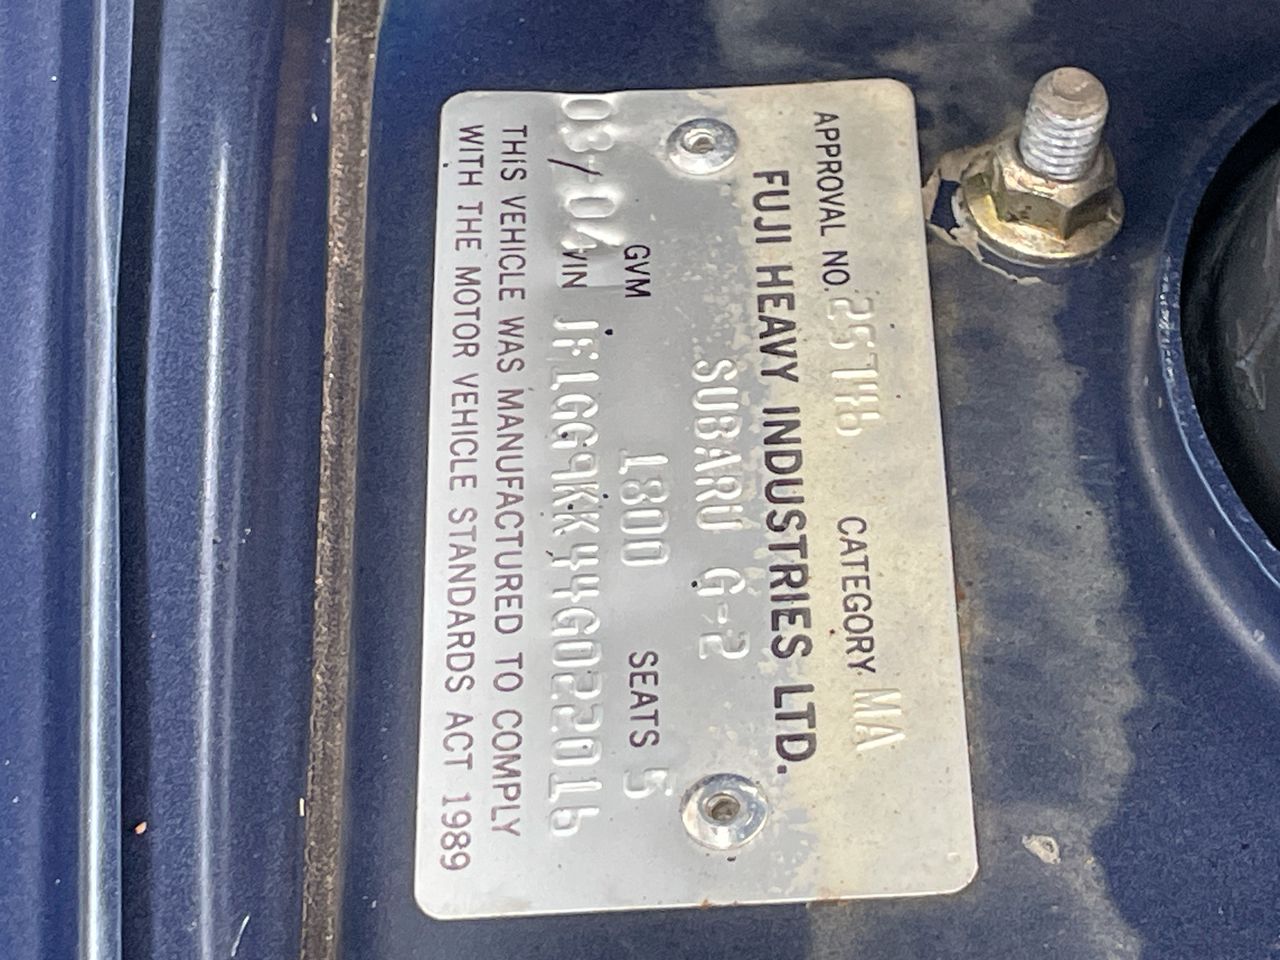 APPROVAL NO. CATEGORY MA
FUJI HEAVY INDUSTRIES LTD.
SUBARU G-2
GVM 1800 SEATS 5
03/04 VIN JF1GG9KK44G022016
THIS VEHICLE WAS MANUFACTURED TO COMPLY
WITH THE MOTOR VEHICLE STANDARDS ACT 1989